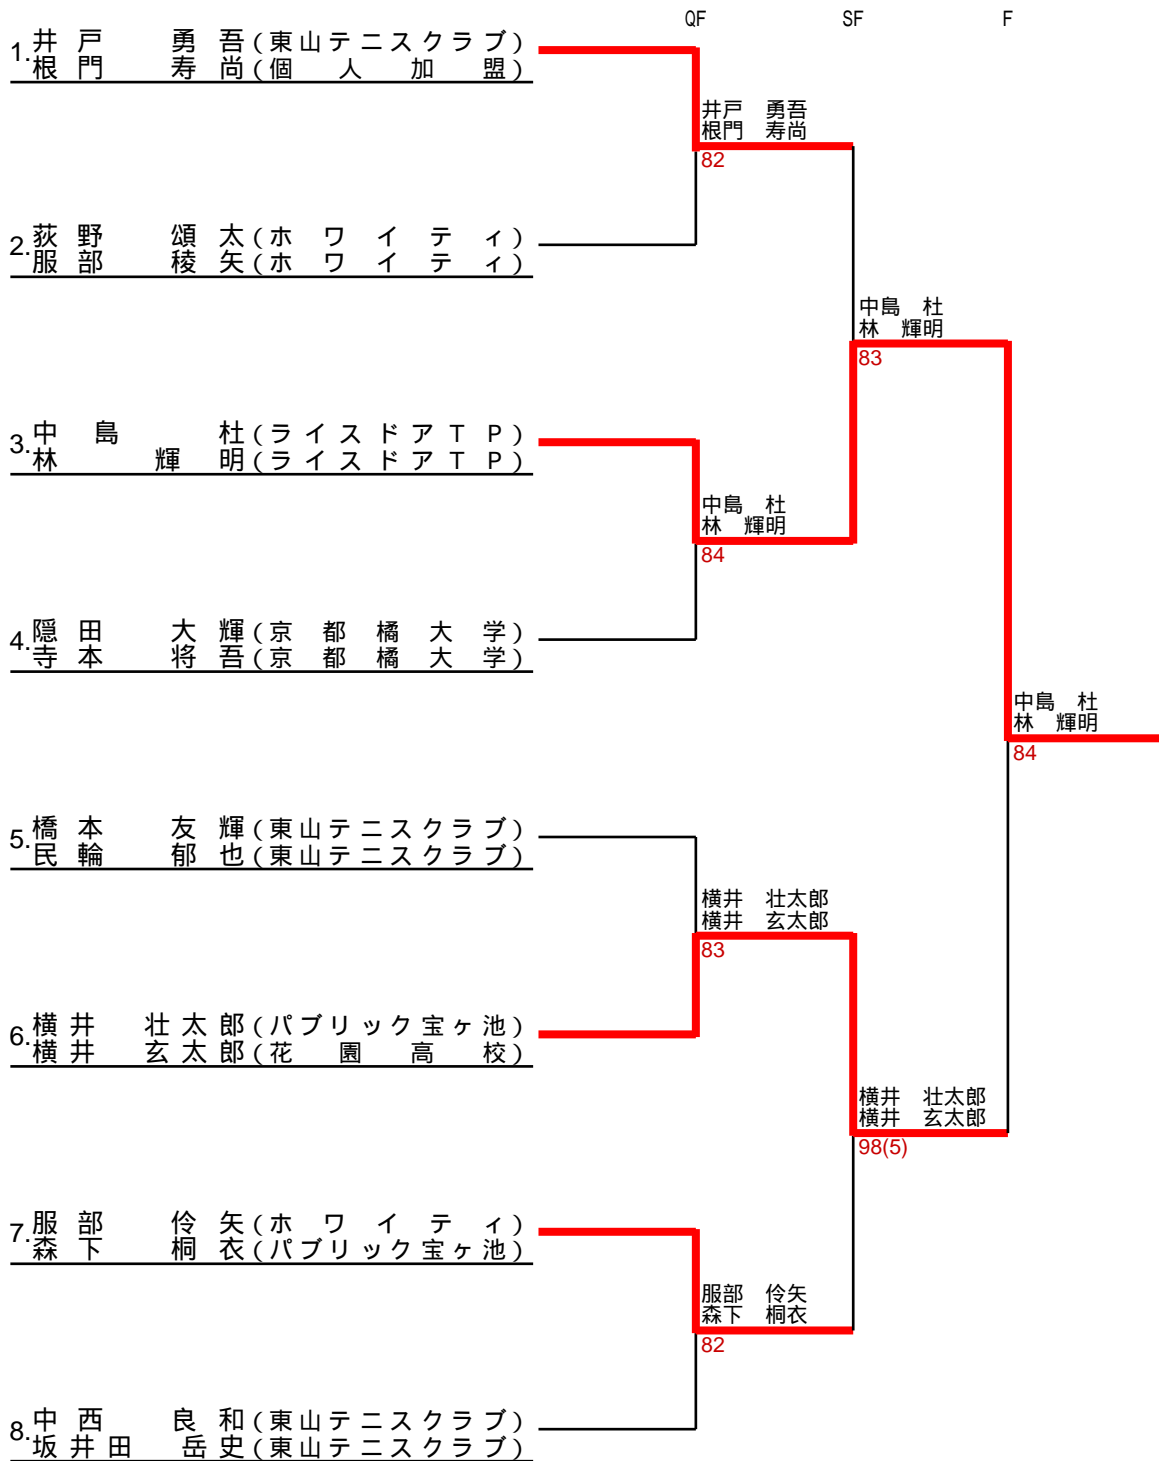 QF SF F
1.井戸 勇吾(東山テニスクラブ)
根門 寿尚(個人加盟)
井戸 勇吾
根門 寿尚
82
2.荻野 頌太(ホワイティ)
服部 稜矢(ホワイティ)
中島 杜
林 輝明
83
3.中島 杜(ライスドアTP)
林 輝明(ライスドアTP)
中島 杜
林 輝明
84
4.隠田 大輝(京都橘大学)
寺本 将吾(京都橘大学)
中島 杜
林 輝明
84
5.橋本 友輝(東山テニスクラブ)
民輪 郁也(東山テニスクラブ)
横井 壮太郎
横井 玄太郎
83
6.横井 壮太郎(パブリック宝ヶ池)
横井 玄太郎(花園高校)
横井 壮太郎
横井 玄太郎
98(5)
7.服部 伶矢(ホワイティ)
森下 桐衣(パブリック宝ヶ池)
服部 伶矢
森下 桐衣
82
8.中西 良和(東山テニスクラブ)
坂井田 岳史(東山テニスクラブ)